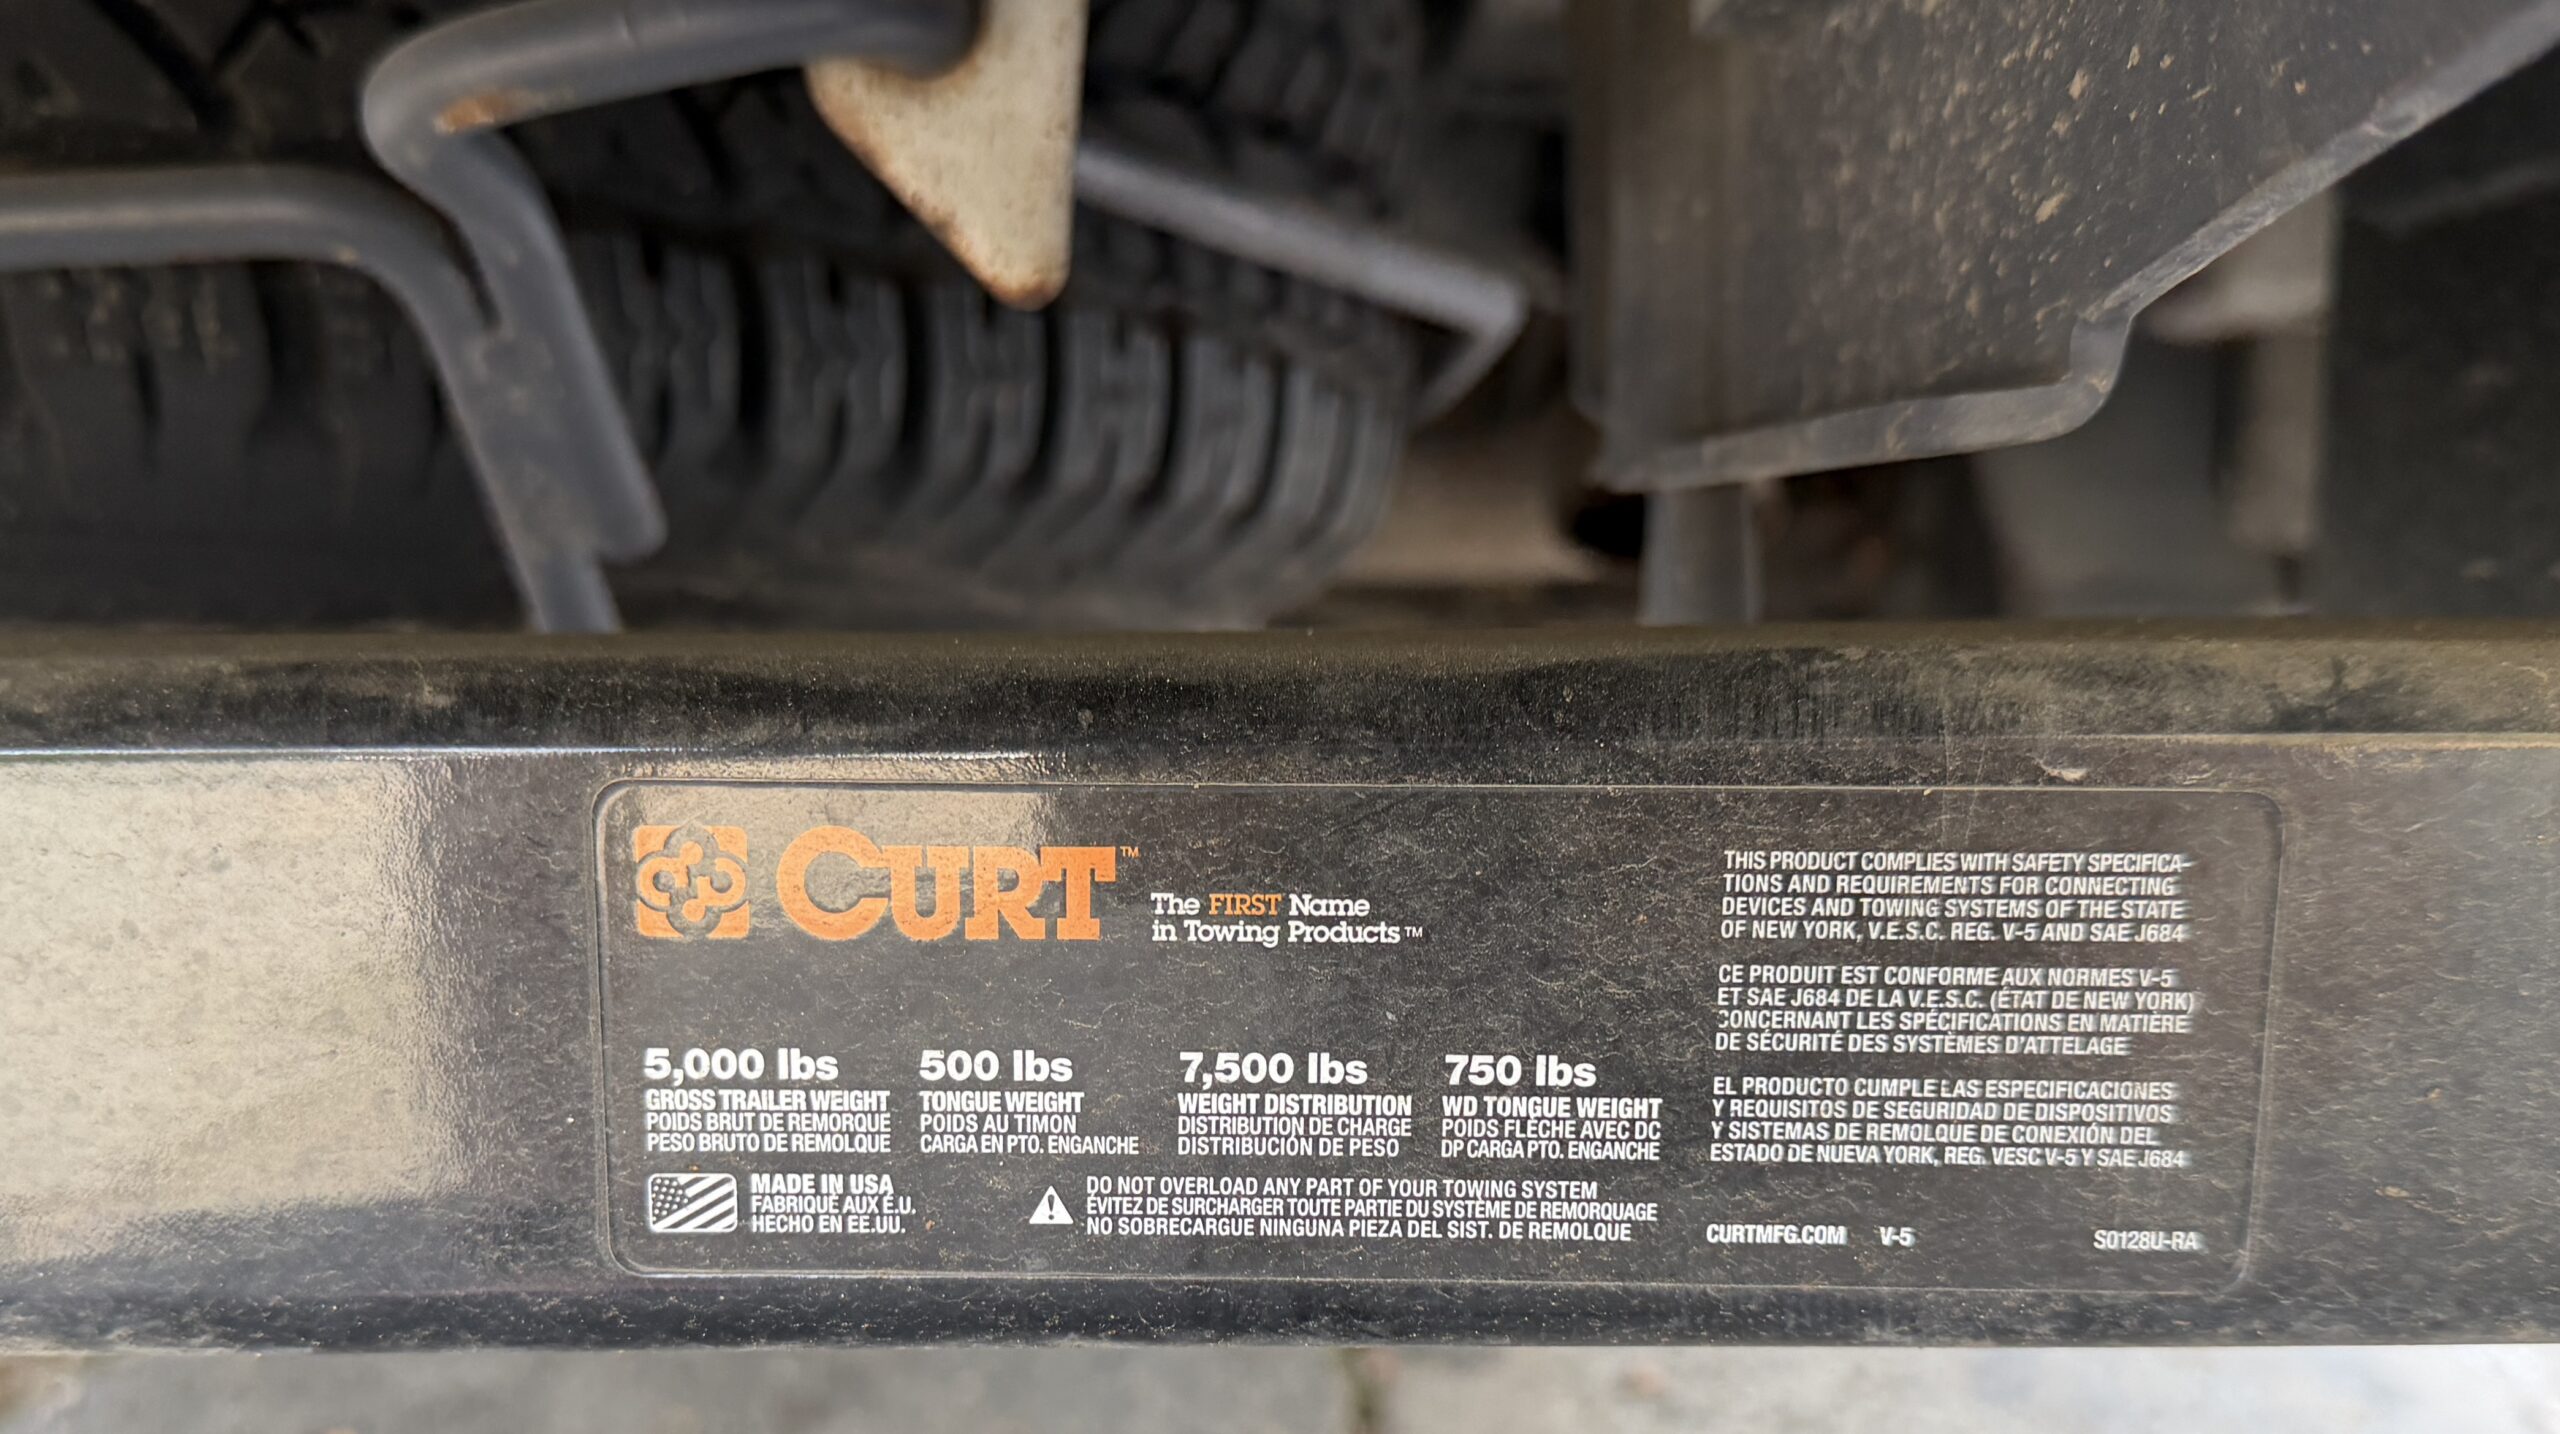 CURT™
The FIRST Name
in Towing Products™
5,000 lbs
GROSS TRAILER WEIGHT
POIDS BRUT DE REMORQUE
PESO BRUTO DE REMOLQUE
500 lbs
TONGUE WEIGHT
POIDS AU TIMON
CARGA EN PTO. ENGANCHE
7,500 lbs
WEIGHT DISTRIBUTION
DISTRIBUTION DE CHARGE
DISTRIBUCIÓN DE PESO
750 lbs
WD TONGUE WEIGHT
POIDS FLÈCHE AVEC DC
DP CARGA PTO. ENGANCHE
MADE IN USA
FABRIQUÉ AUX É.U.
HECHO EN EE.UU.
DO NOT OVERLOAD ANY PART OF YOUR TOWING SYSTEM
ÉVITEZ DE SURCHARGER TOUTE PARTIE DU SYSTÈME DE REMORQUAGE
NO SOBRECARGUE NINGUNA PIEZA DEL SIST. DE REMOLQUE
THIS PRODUCT COMPLIES WITH SAFETY SPECIFICA-
TIONS AND REQUIREMENTS FOR CONNECTING
DEVICES AND TOWING SYSTEMS OF THE STATE
OF NEW YORK, V.E.S.C. REG. V-5 AND SAE J684
CE PRODUIT EST CONFORME AUX NORMES V-5
ET SAE J684 DE LA V.E.S.C. (ÉTAT DE NEW YORK)
CONCERNANT LES SPÉCIFICATIONS EN MATIÈRE
DE SÉCURITÉ DES SYSTÈMES D'ATTELAGE
EL PRODUCTO CUMPLE LAS ESPECIFICACIONES
Y REQUISITOS DE SEGURIDAD DE DISPOSITIVOS
Y SISTEMAS DE REMOLQUE DE CONEXIÓN DEL
ESTADO DE NUEVA YORK, REG. VESC V-5 Y SAE J684
CURTMFG.COM V-5 S0128U-RA